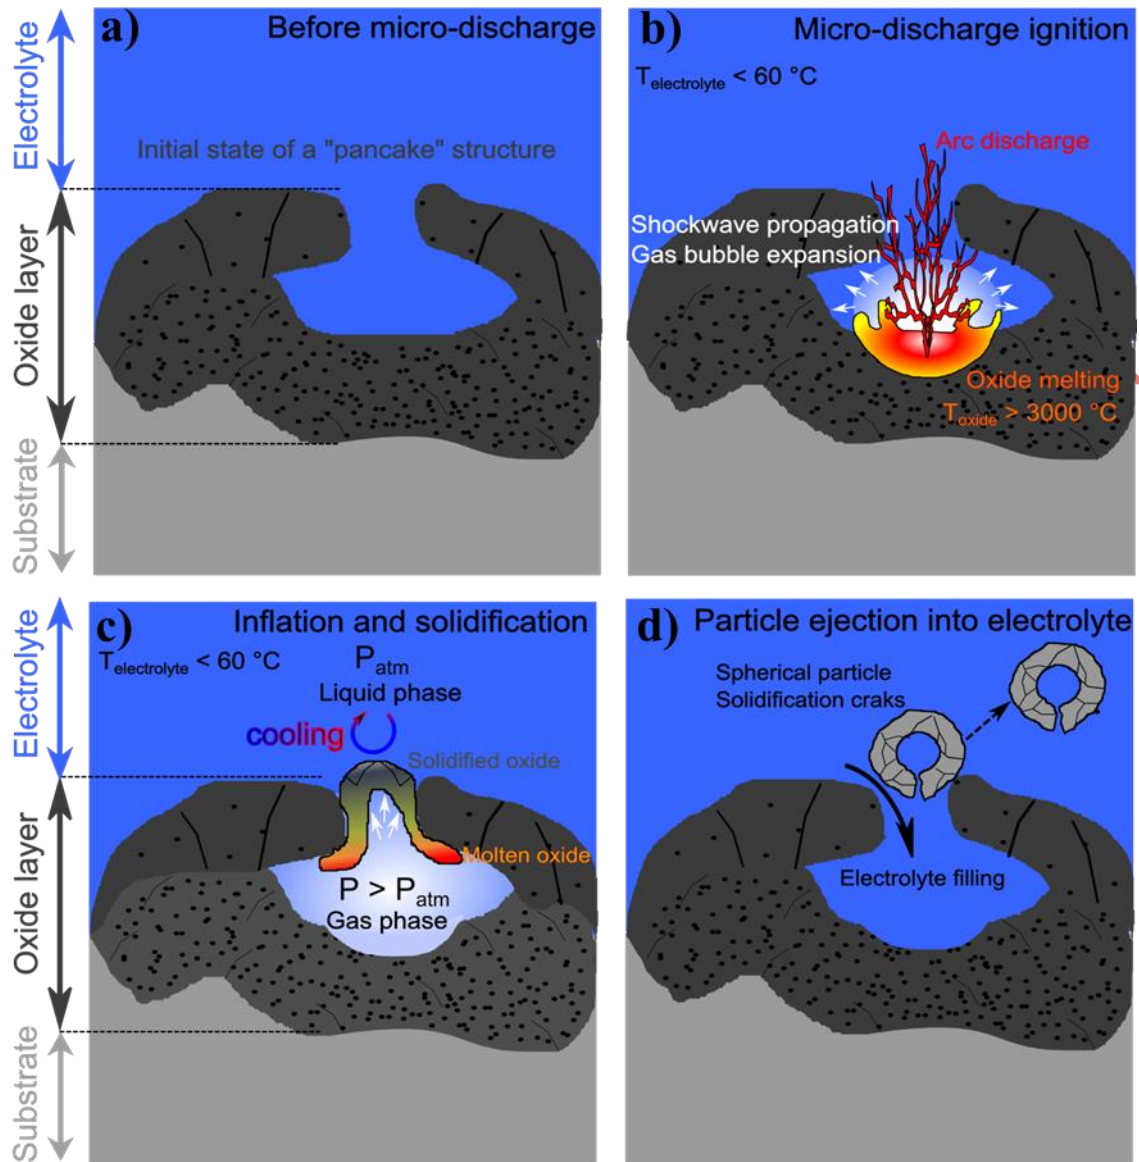 a)
Before micro-discharge
Initial state of a "pancake" structure
Electrolyte
Oxide layer
Substrate
b)
Micro-discharge ignition
Telectrolyte < 60 °C
Arc discharge
Shockwave propagation
Gas bubble expansion
Oxide melting
Toxide > 3000 °C
c)
Inflation and solidification
Telectrolyte < 60 °C
Patm
Liquid phase
cooling
Solidified oxide
Molten oxide
P > Patm
Gas phase
Electrolyte
Oxide layer
Substrate
d)
Particle ejection into electrolyte
Spherical particle
Solidification craks
Electrolyte filling